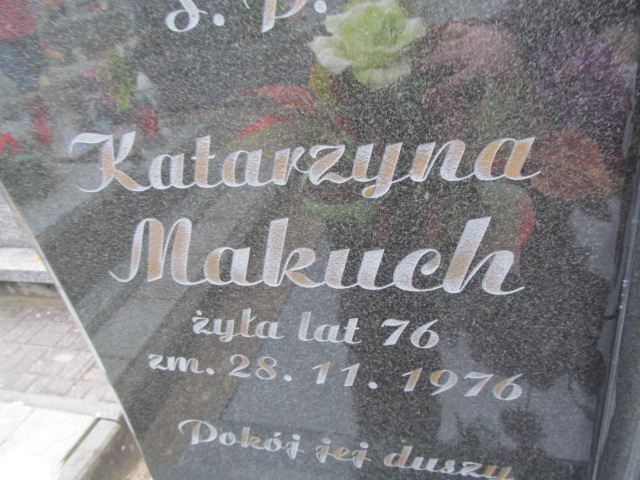 Ś. P.
Katarzyna
Makuch
żyła lat 76
zm. 28. 11. 1976
Pokój jej duszy